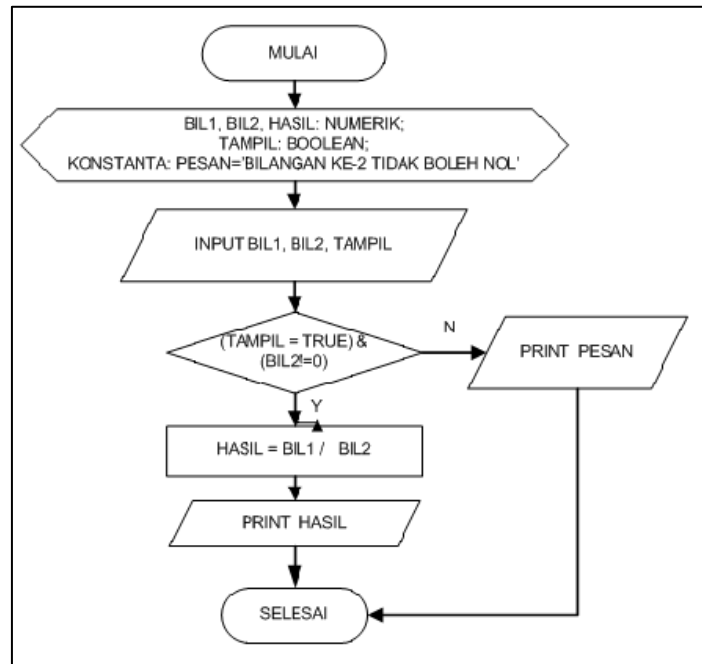 MULAI
BIL1, BIL2, HASIL: NUMERIK;
TAMPIL: BOOLEAN;
KONSTANTA: PESAN='BILANGAN KE-2 TIDAK BOLEH NOL'
INPUT BIL1, BIL2, TAMPIL
(TAMPIL = TRUE) &
(BIL2!=0)
N
PRINT PESAN
Y
HASIL = BIL1 / BIL2
PRINT HASIL
SELESAI